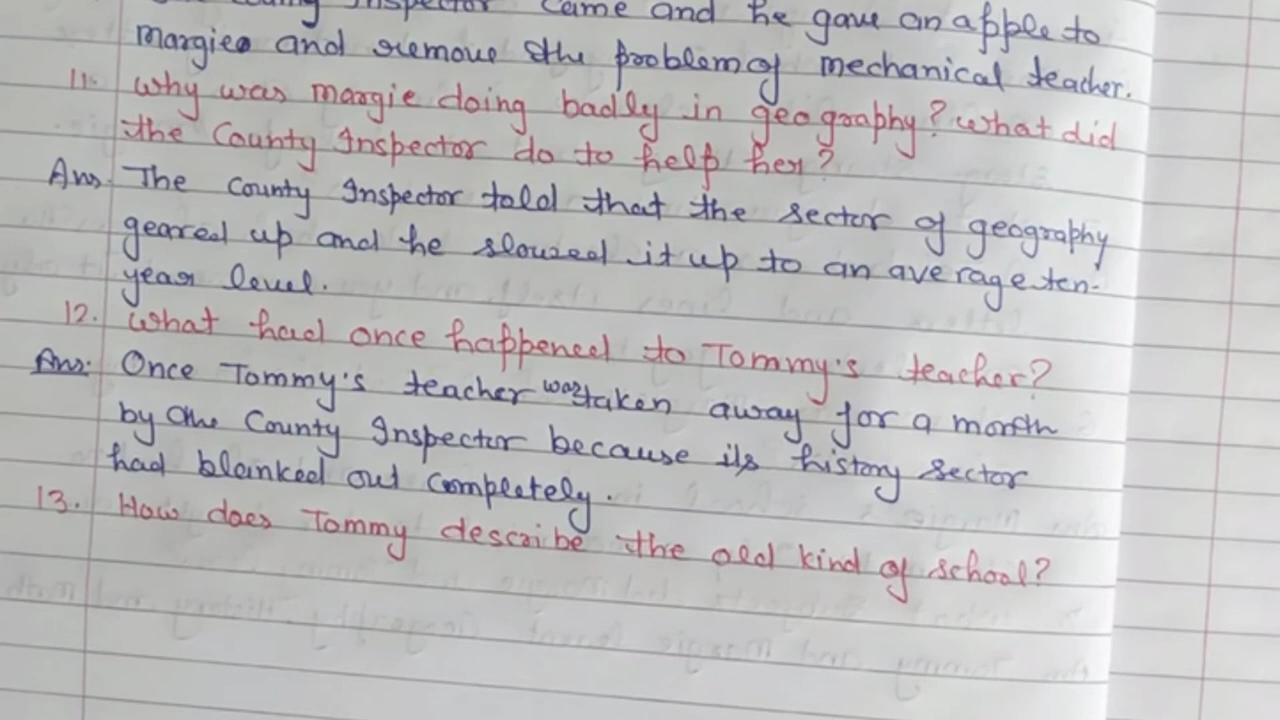 Inspector came and he gave an apple to
Margies and remove the problem of mechanical teacher.
11. Why was margie doing badly in geography? What did
the County Inspector do to help her?
Ans The county Inspector told that the sector of geography
geared up and he slowed it up to an average ten-
year level.
12. What had once happened to Tommy's teacher?
Ans: Once Tommy's teacher was taken away for a month
by the County Inspector because its history sector
had blanked out completely.
13. How does Tommy describe the old kind of school?